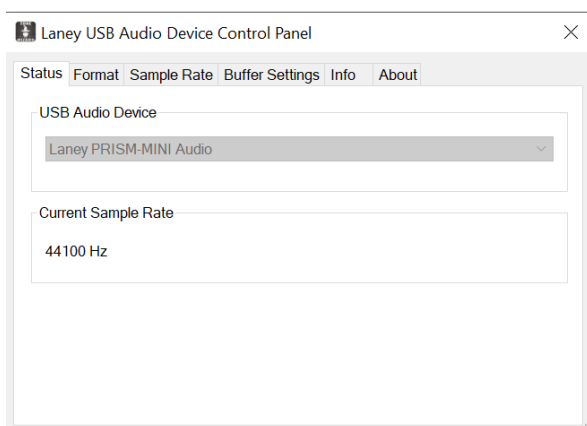 Laney USB Audio Device Control Panel
Status Format Sample Rate Buffer Settings Info About
USB Audio Device
Laney PRISM-MINI Audio
Current Sample Rate
44100 Hz